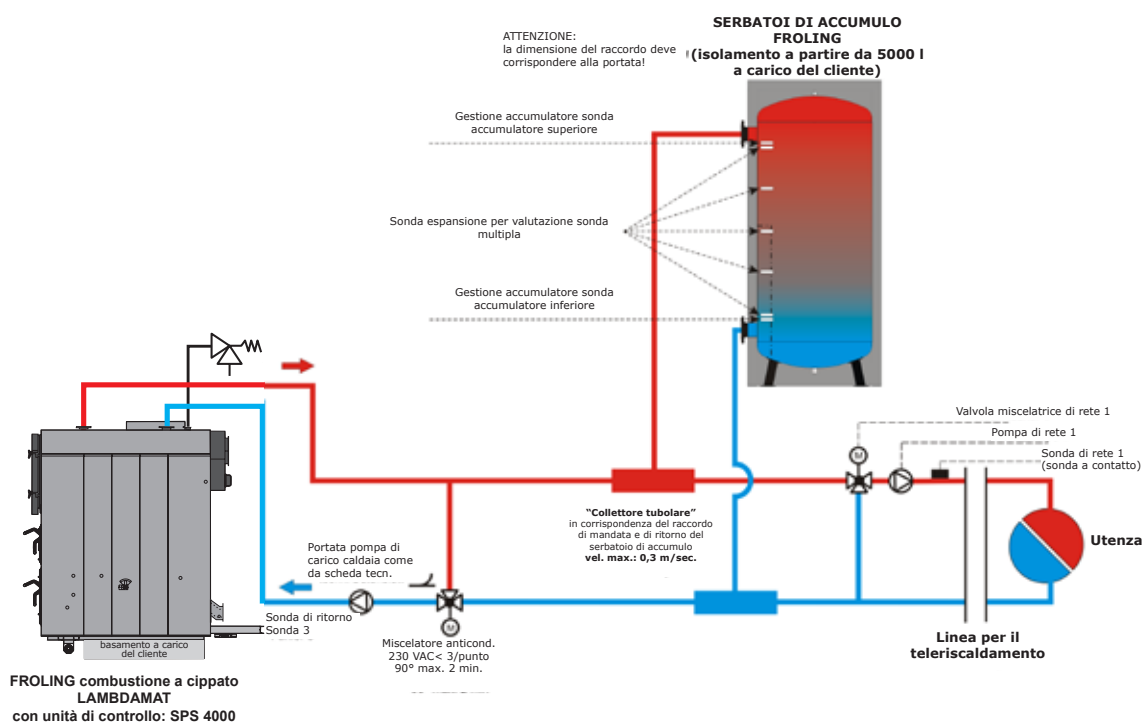 SERBATOI DI ACCUMULO
FROLING
(isolamento a partire da 5000 l
a carico del cliente)
ATTENZIONE:
la dimensione del raccordo deve
corrispondere alla portata!
Gestione accumulatore sonda
accumulatore superiore
Sonda espansione per valutazione sonda
multipla
Gestione accumulatore sonda
accumulatore inferiore
Valvola miscelatrice di rete 1
Pompa di rete 1
Sonda di rete 1
(sonda a contatto)
M
"Collettore tubolare"
in corrispondenza del raccordo
di mandata e di ritorno del
serbatoio di accumulo
vel. max.: 0,3 m/sec.
Utenza
Portata pompa di
carico caldaia come
da scheda tecn.
Sonda di ritorno
Sonda 3
M
Miscelatore anticond.
230 VAC< 3/punto
90° max. 2 min.
Linea per il
teleriscaldamento
basamento a carico
del cliente
FROLING combustione a cippato
LAMBDAMAT
con unità di controllo: SPS 4000